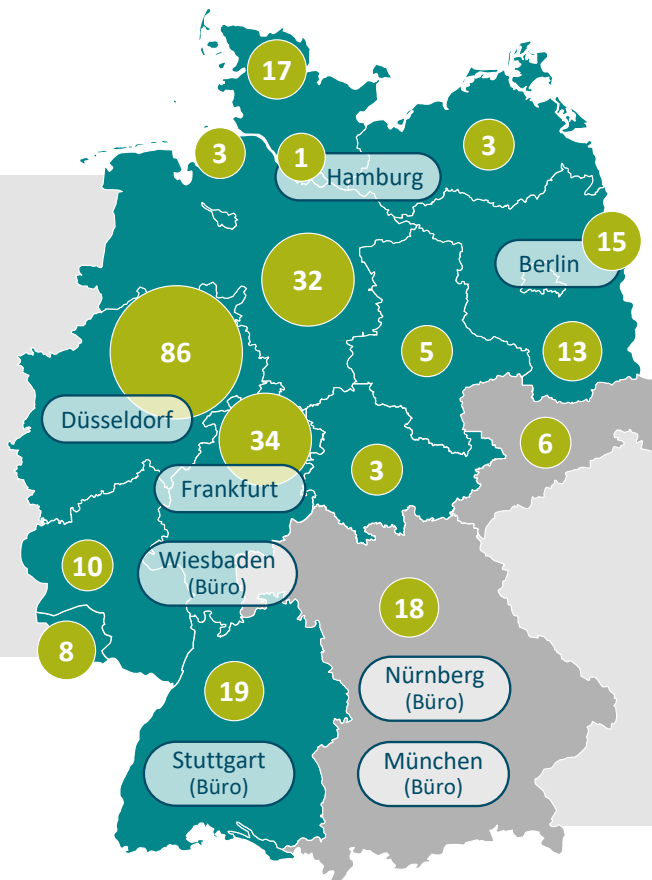 17
3
1
3
Hamburg
15
Berlin
32
86
5
13
Düsseldorf
34
6
3
Frankfurt
10
Wiesbaden
(Büro)
18
8
19
Nürnberg
(Büro)
Stuttgart
(Büro)
München
(Büro)